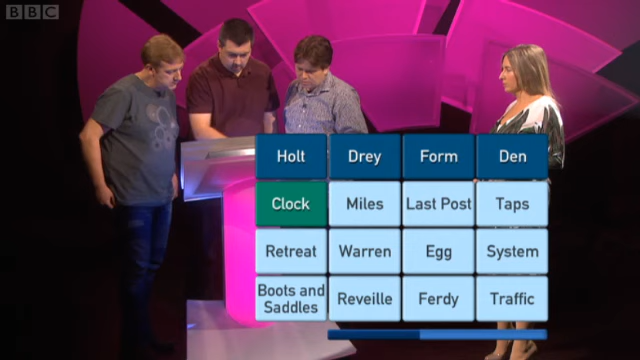 BBC
Holt Drey Form Den
Clock Miles Last Post Taps
Retreat Warren Egg System
Boots and
Saddles Reveille Ferdy Traffic